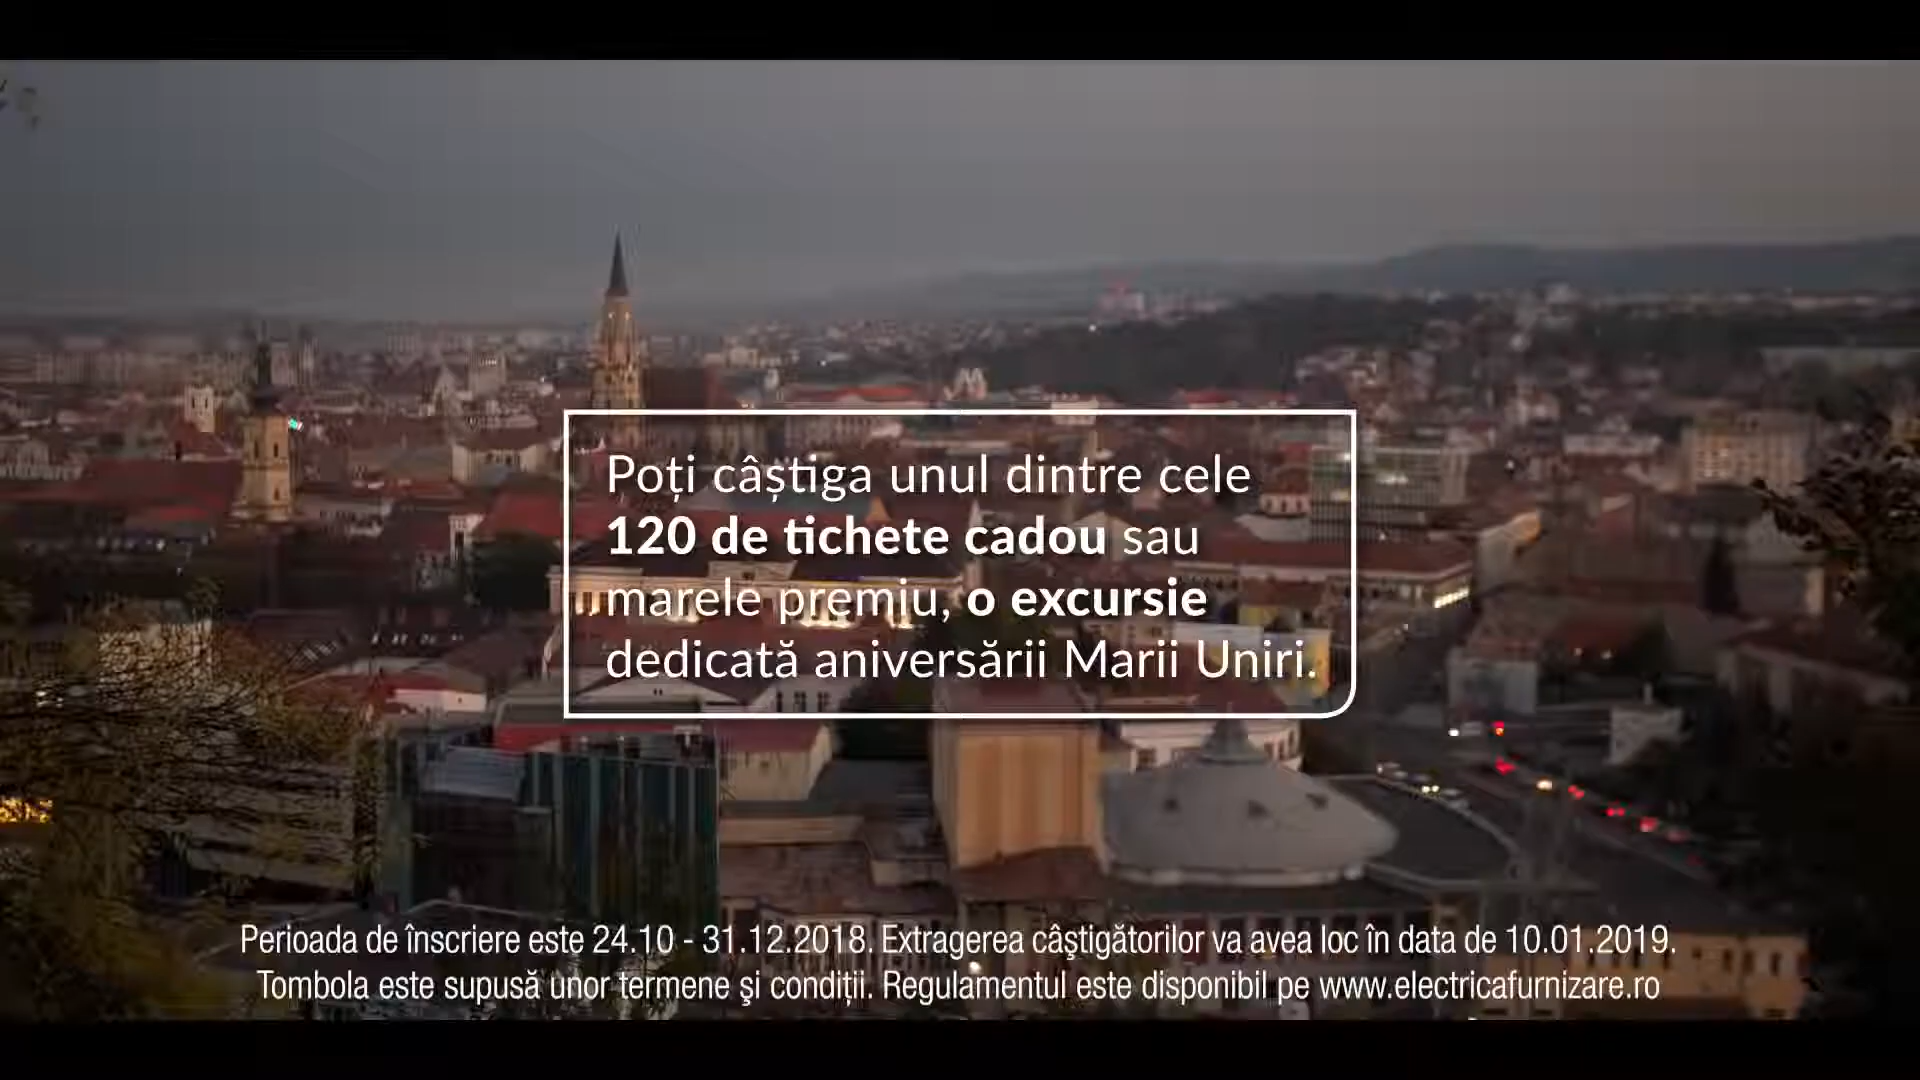 Poți câștiga unul dintre cele
120 de tichete cadou sau
marele premiu, o excursie
dedicată aniversării Marii Uniri.
Perioada de înscriere este 24.10 - 31.12.2018. Extragerea câştigătorilor va avea loc în data de 10.01.2019.
Tombola este supusă unor termene şi condiţii. Regulamentul este disponibil pe www.electricafurnizare.ro